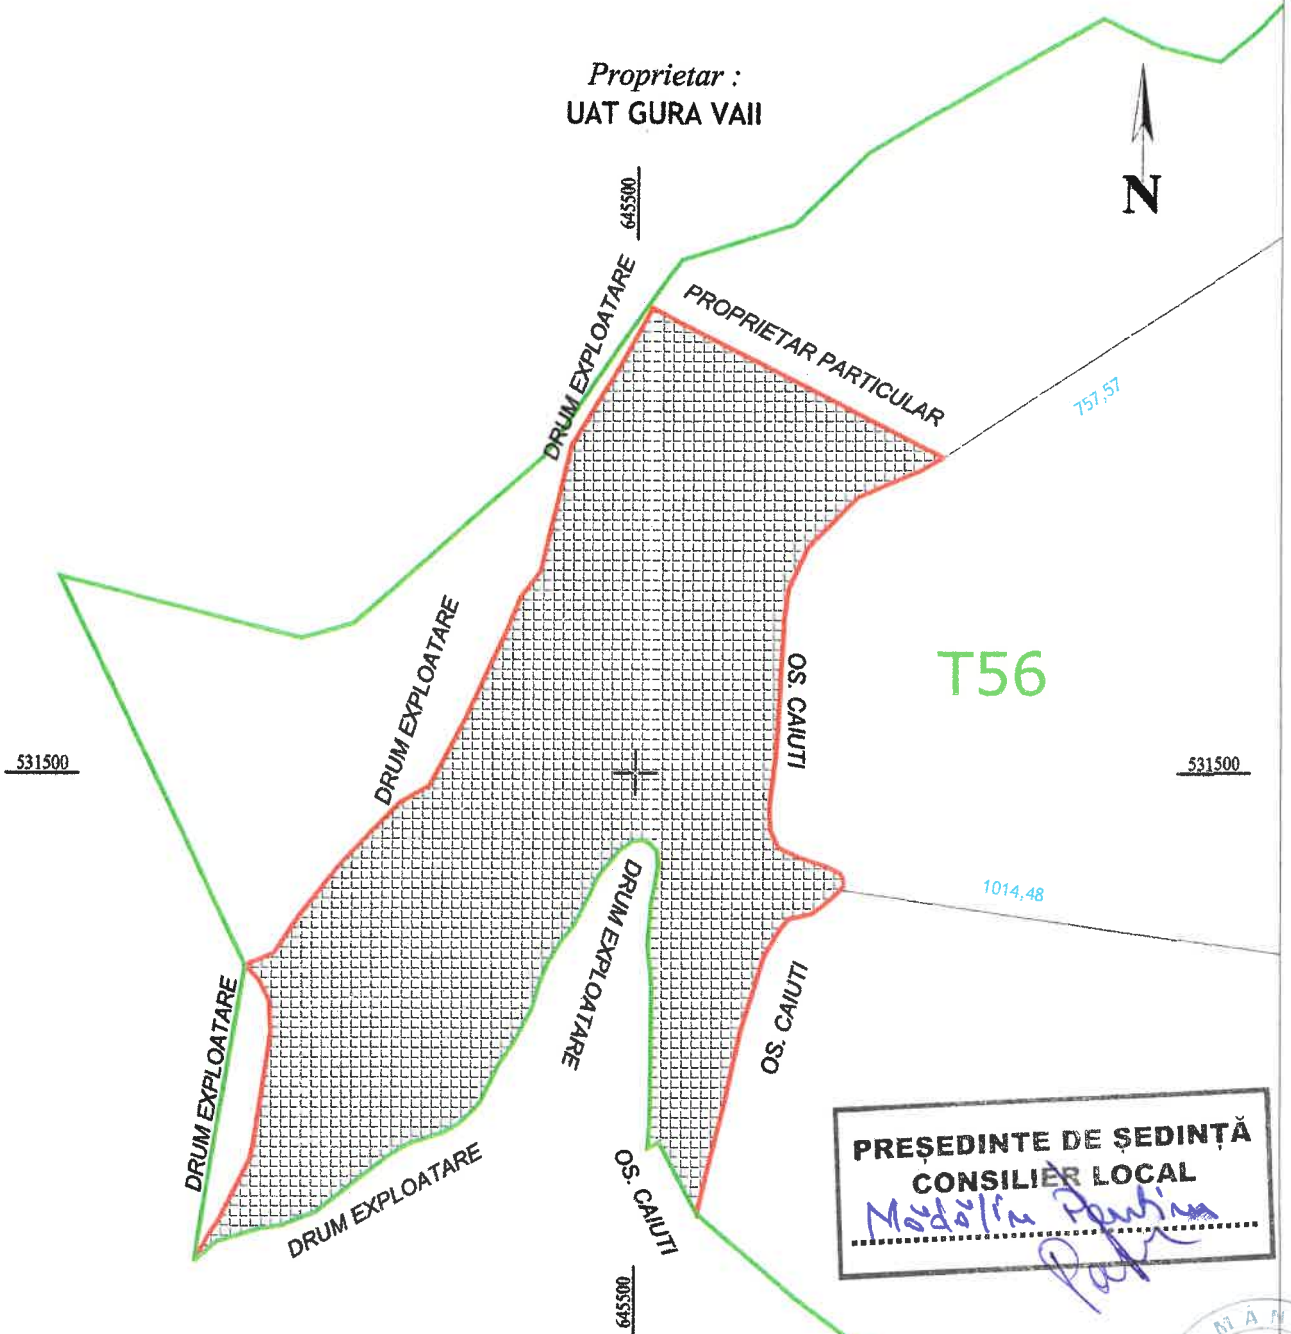 Proprietar :
UAT GURA VAII
N
645500
DRUM EXPLOATARE
PROPRIETAR PARTICULAR
757,57
DRUM EXPLOATARE
OS. CAIUTI
T56
531500
531500
DRUM EXPLOATARE
1014,48
OS. CAIUTI
DRUM EXPLOATARE
DRUM EXPLOATARE
OS. CAIUTI
645500
PREȘEDINTE DE ȘEDINȚĂ
CONSILIER LOCAL
Mădălin